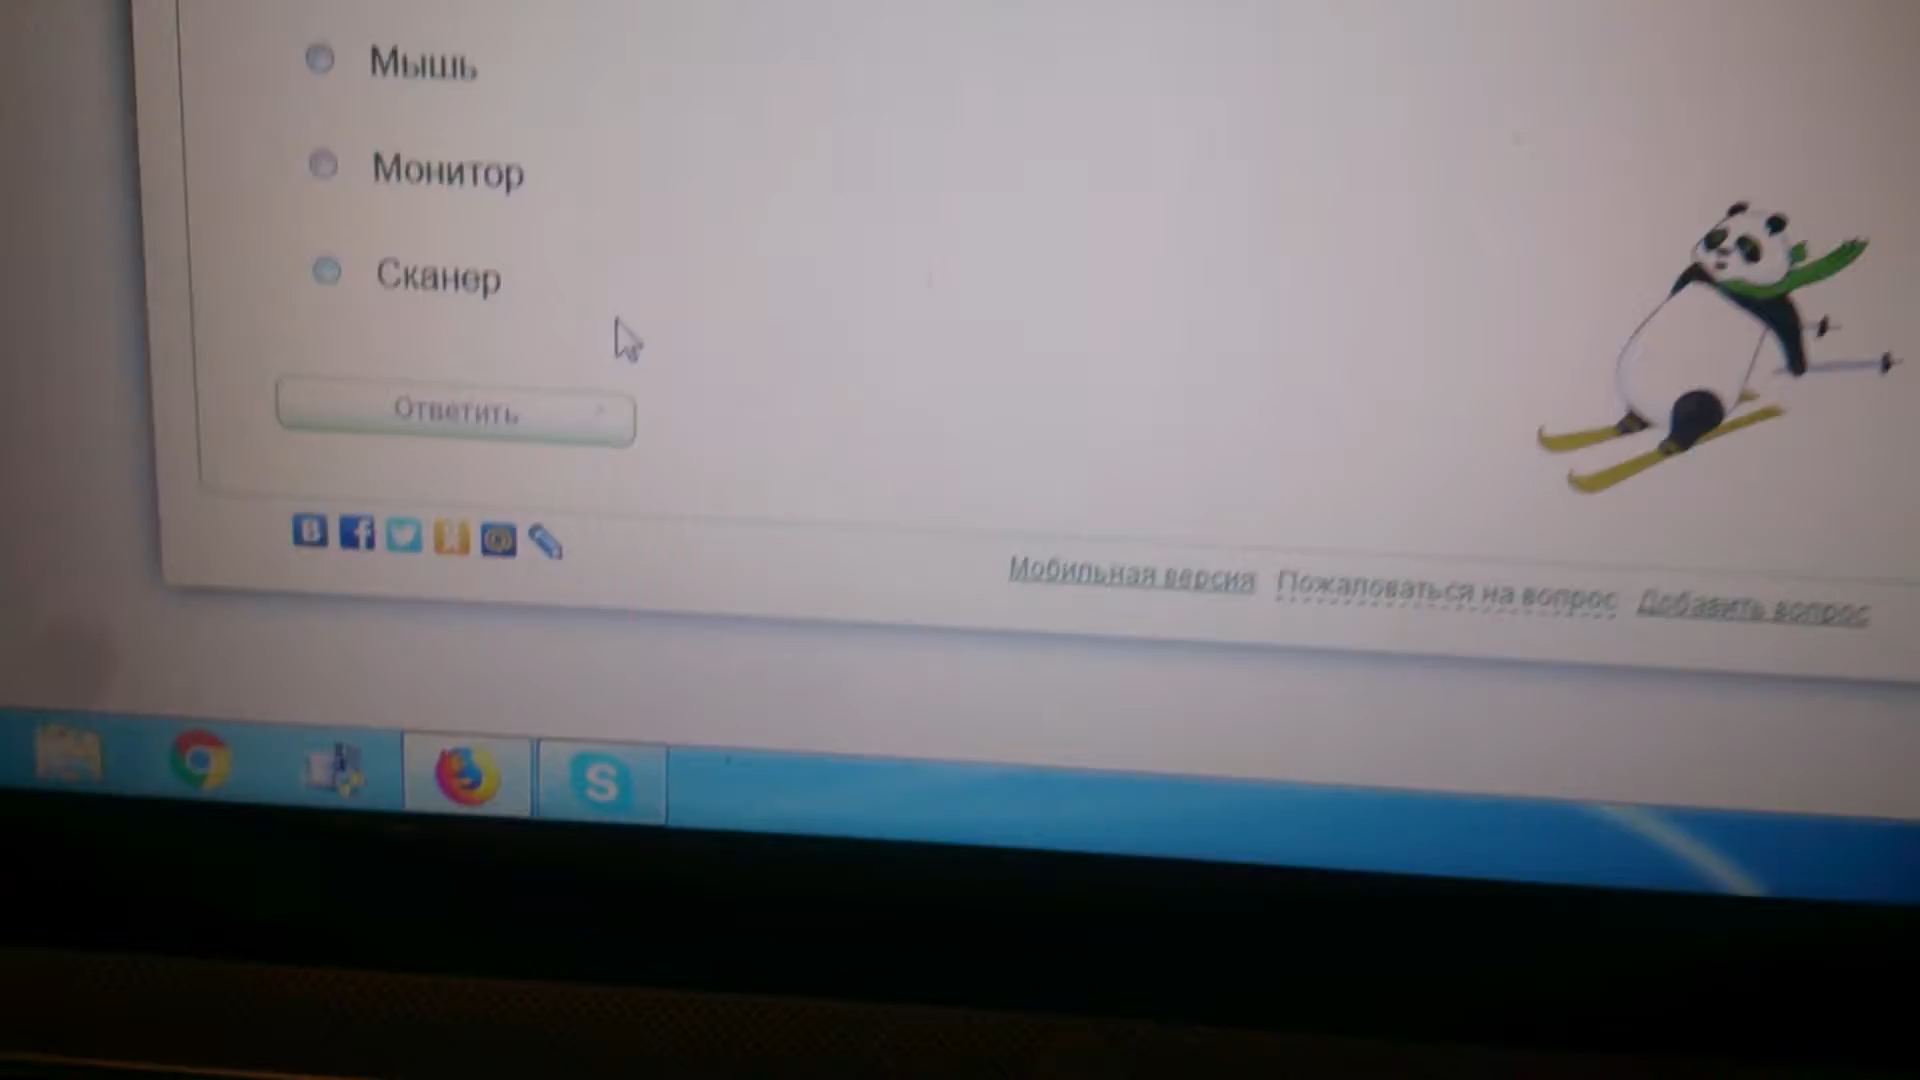 Мышь
Монитор
Сканер
Ответить
Мобильная версия Пожаловаться на вопрос Добавить вопрос